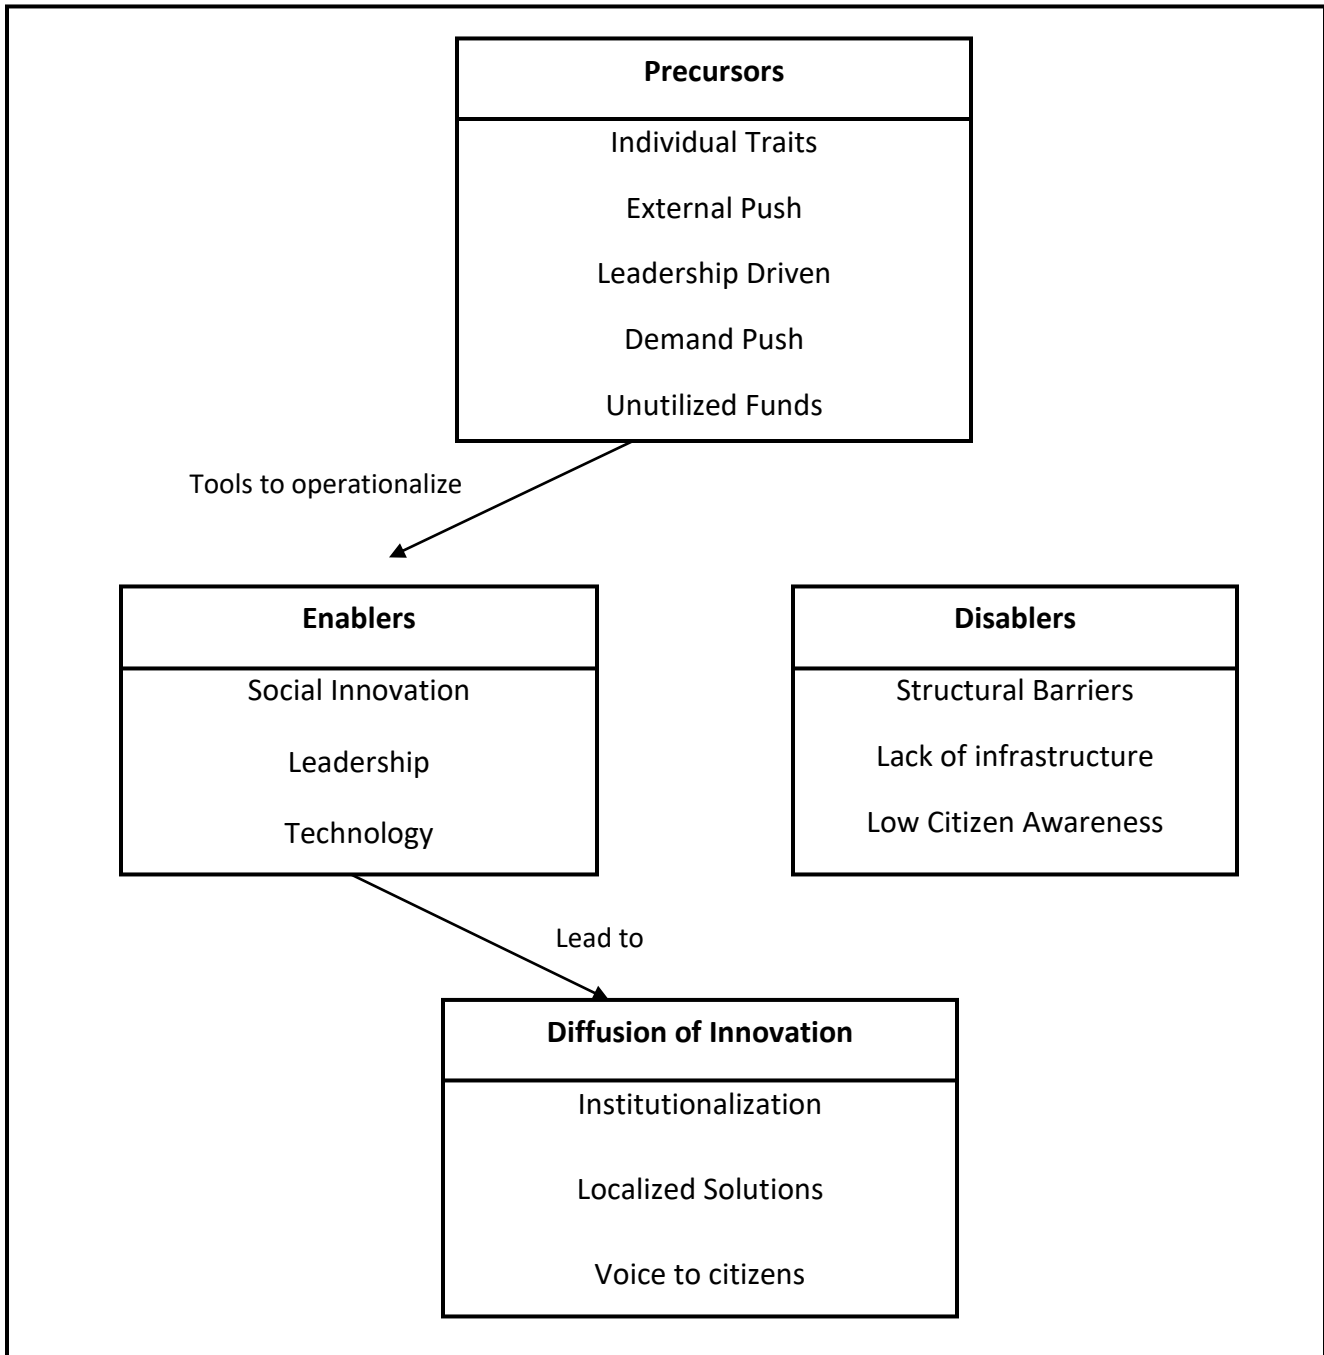 Precursors
Individual Traits
External Push
Leadership Driven
Demand Push
Unutilized Funds
Tools to operationalize
Enablers
Social Innovation
Leadership
Technology
Disablers
Structural Barriers
Lack of infrastructure
Low Citizen Awareness
Lead to
Diffusion of Innovation
Institutionalization
Localized Solutions
Voice to citizens